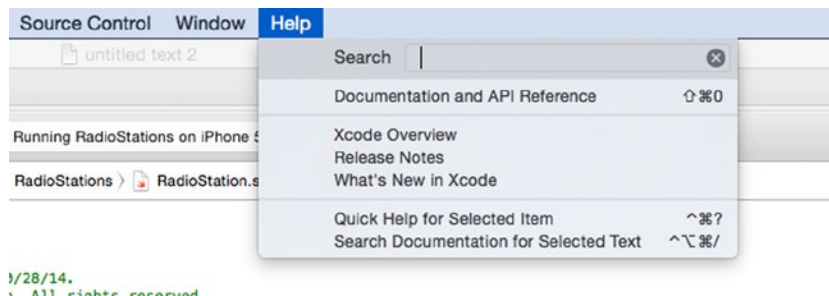 Source Control Window Help
untitled text 2
Search
Documentation and API Reference ⇧⌘0
Running RadioStations on iPhone 5
Xcode Overview
Release Notes
RadioStations 〉 RadioStation.s
What's New in Xcode
Quick Help for Selected Item ^⌘?
Search Documentation for Selected Text ^⌥⌘/
0/28/14.
. All rights reserved.